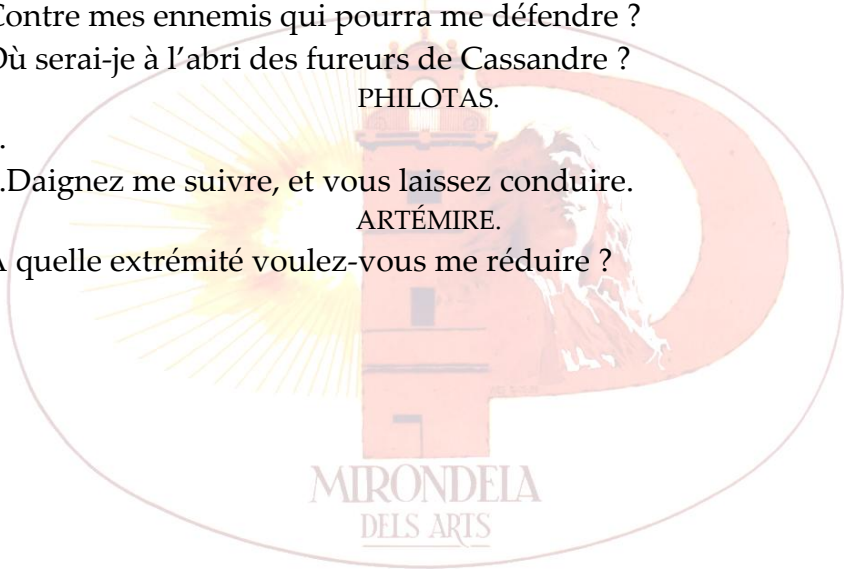 Contre mes ennemis qui pourra me défendre ?
Où serai-je à l’abri des fureurs de Cassandre ?
PHILOTAS.
.
.Daignez me suivre, et vous laissez conduire.
ARTÉMIRE.
À quelle extrémité voulez-vous me réduire ?
MIRONDELA
DELS ARTS